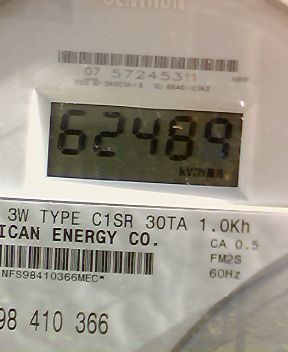 CENTRON
07 57245311
62489
kWh
3W TYPE C1SR 30TA 1.0Kh
ICAN ENERGY CO.
CA 0.5
FM2S
60Hz
NFS98410366MEC*
98 410 366